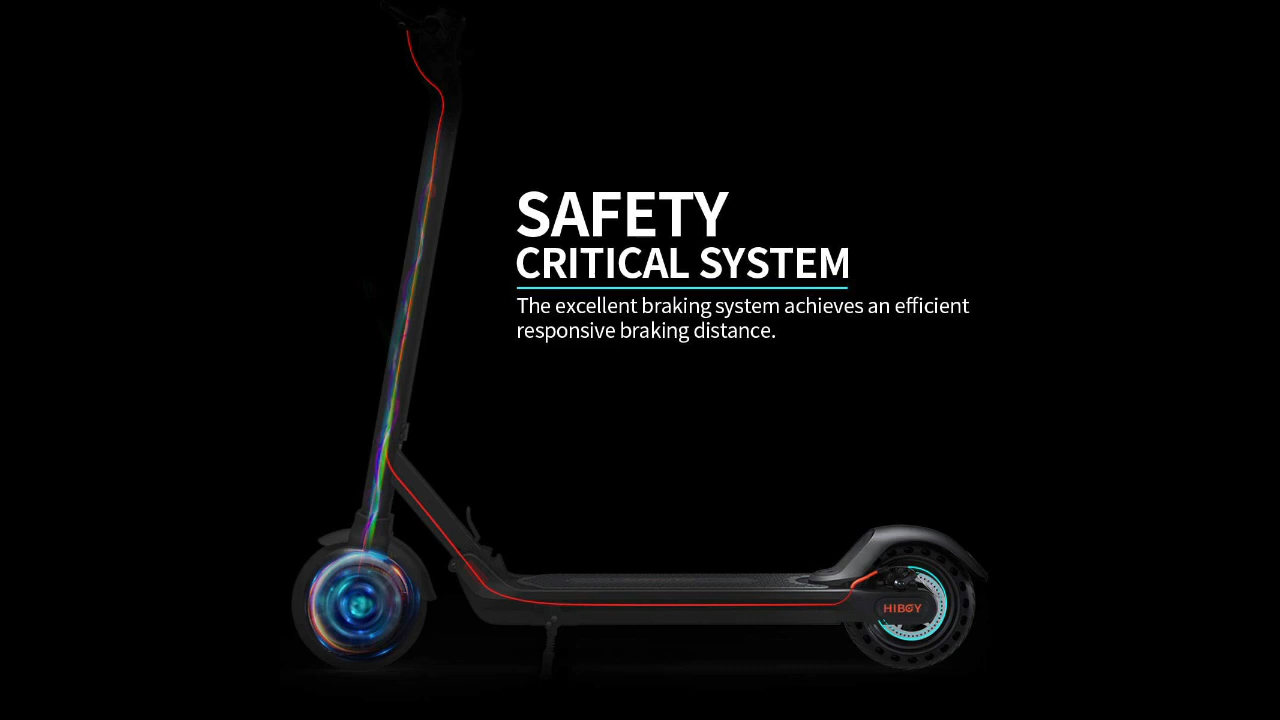 SAFETY
CRITICAL SYSTEM
The excellent braking system achieves an efficient
responsive braking distance.
HIBOY